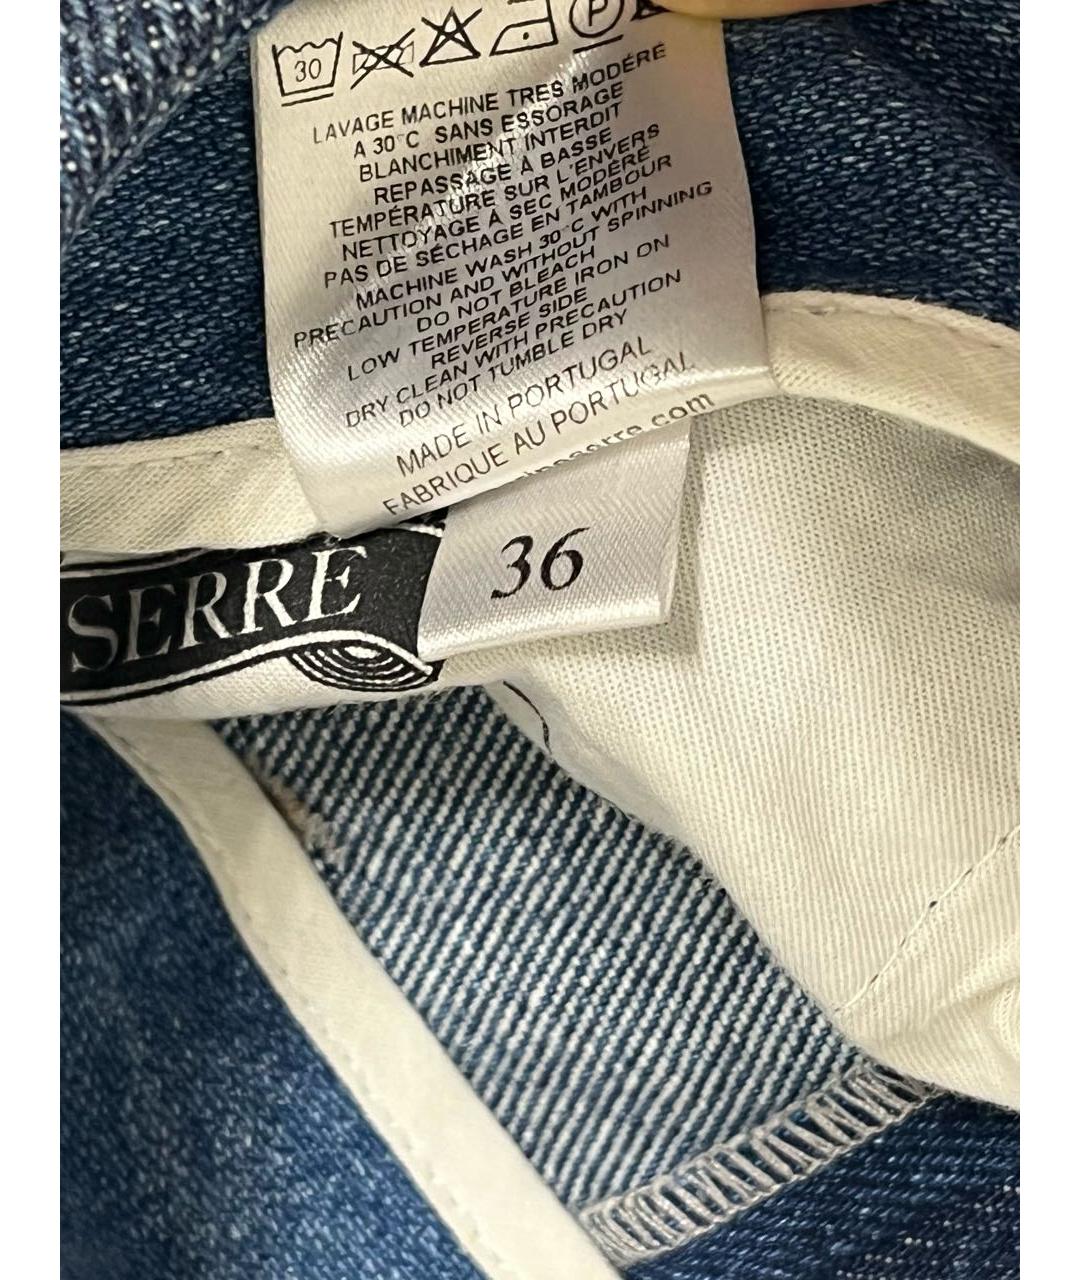 30
P
LAVAGE MACHINE TRES MODÉRÉ
A 30°C SANS ESSORAGE
BLANCHIMENT INTERDIT
REPASSAGE À BASSE
TEMPÉRATURE SUR L'ENVERS
NETTOYAGE À SEC MODÉRÉ
PAS DE SÉCHAGE EN TAMBOUR
MACHINE WASH 30°C WITH
PRECAUTION AND WITHOUT SPINNING
DO NOT BLEACH
LOW TEMPERATURE IRON ON
REVERSE SIDE
DRY CLEAN WITH PRECAUTION
DO NOT TUMBLE DRY
MADE IN PORTUGAL
FABRIQUE AU PORTUGAL
SERRE
36